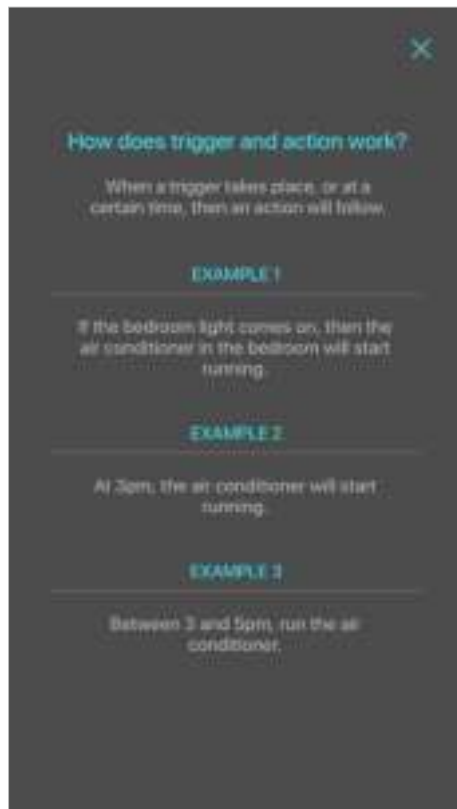 How does trigger and action work?
When a trigger takes place, or at a
certain time, then an action will follow.
EXAMPLE 1
If the bedroom light comes on, then the
air conditioner in the bedroom will start
running.
EXAMPLE 2
At 3pm, the air conditioner will start
running.
EXAMPLE 3
Between 3 and 5pm, run the air
conditioner.